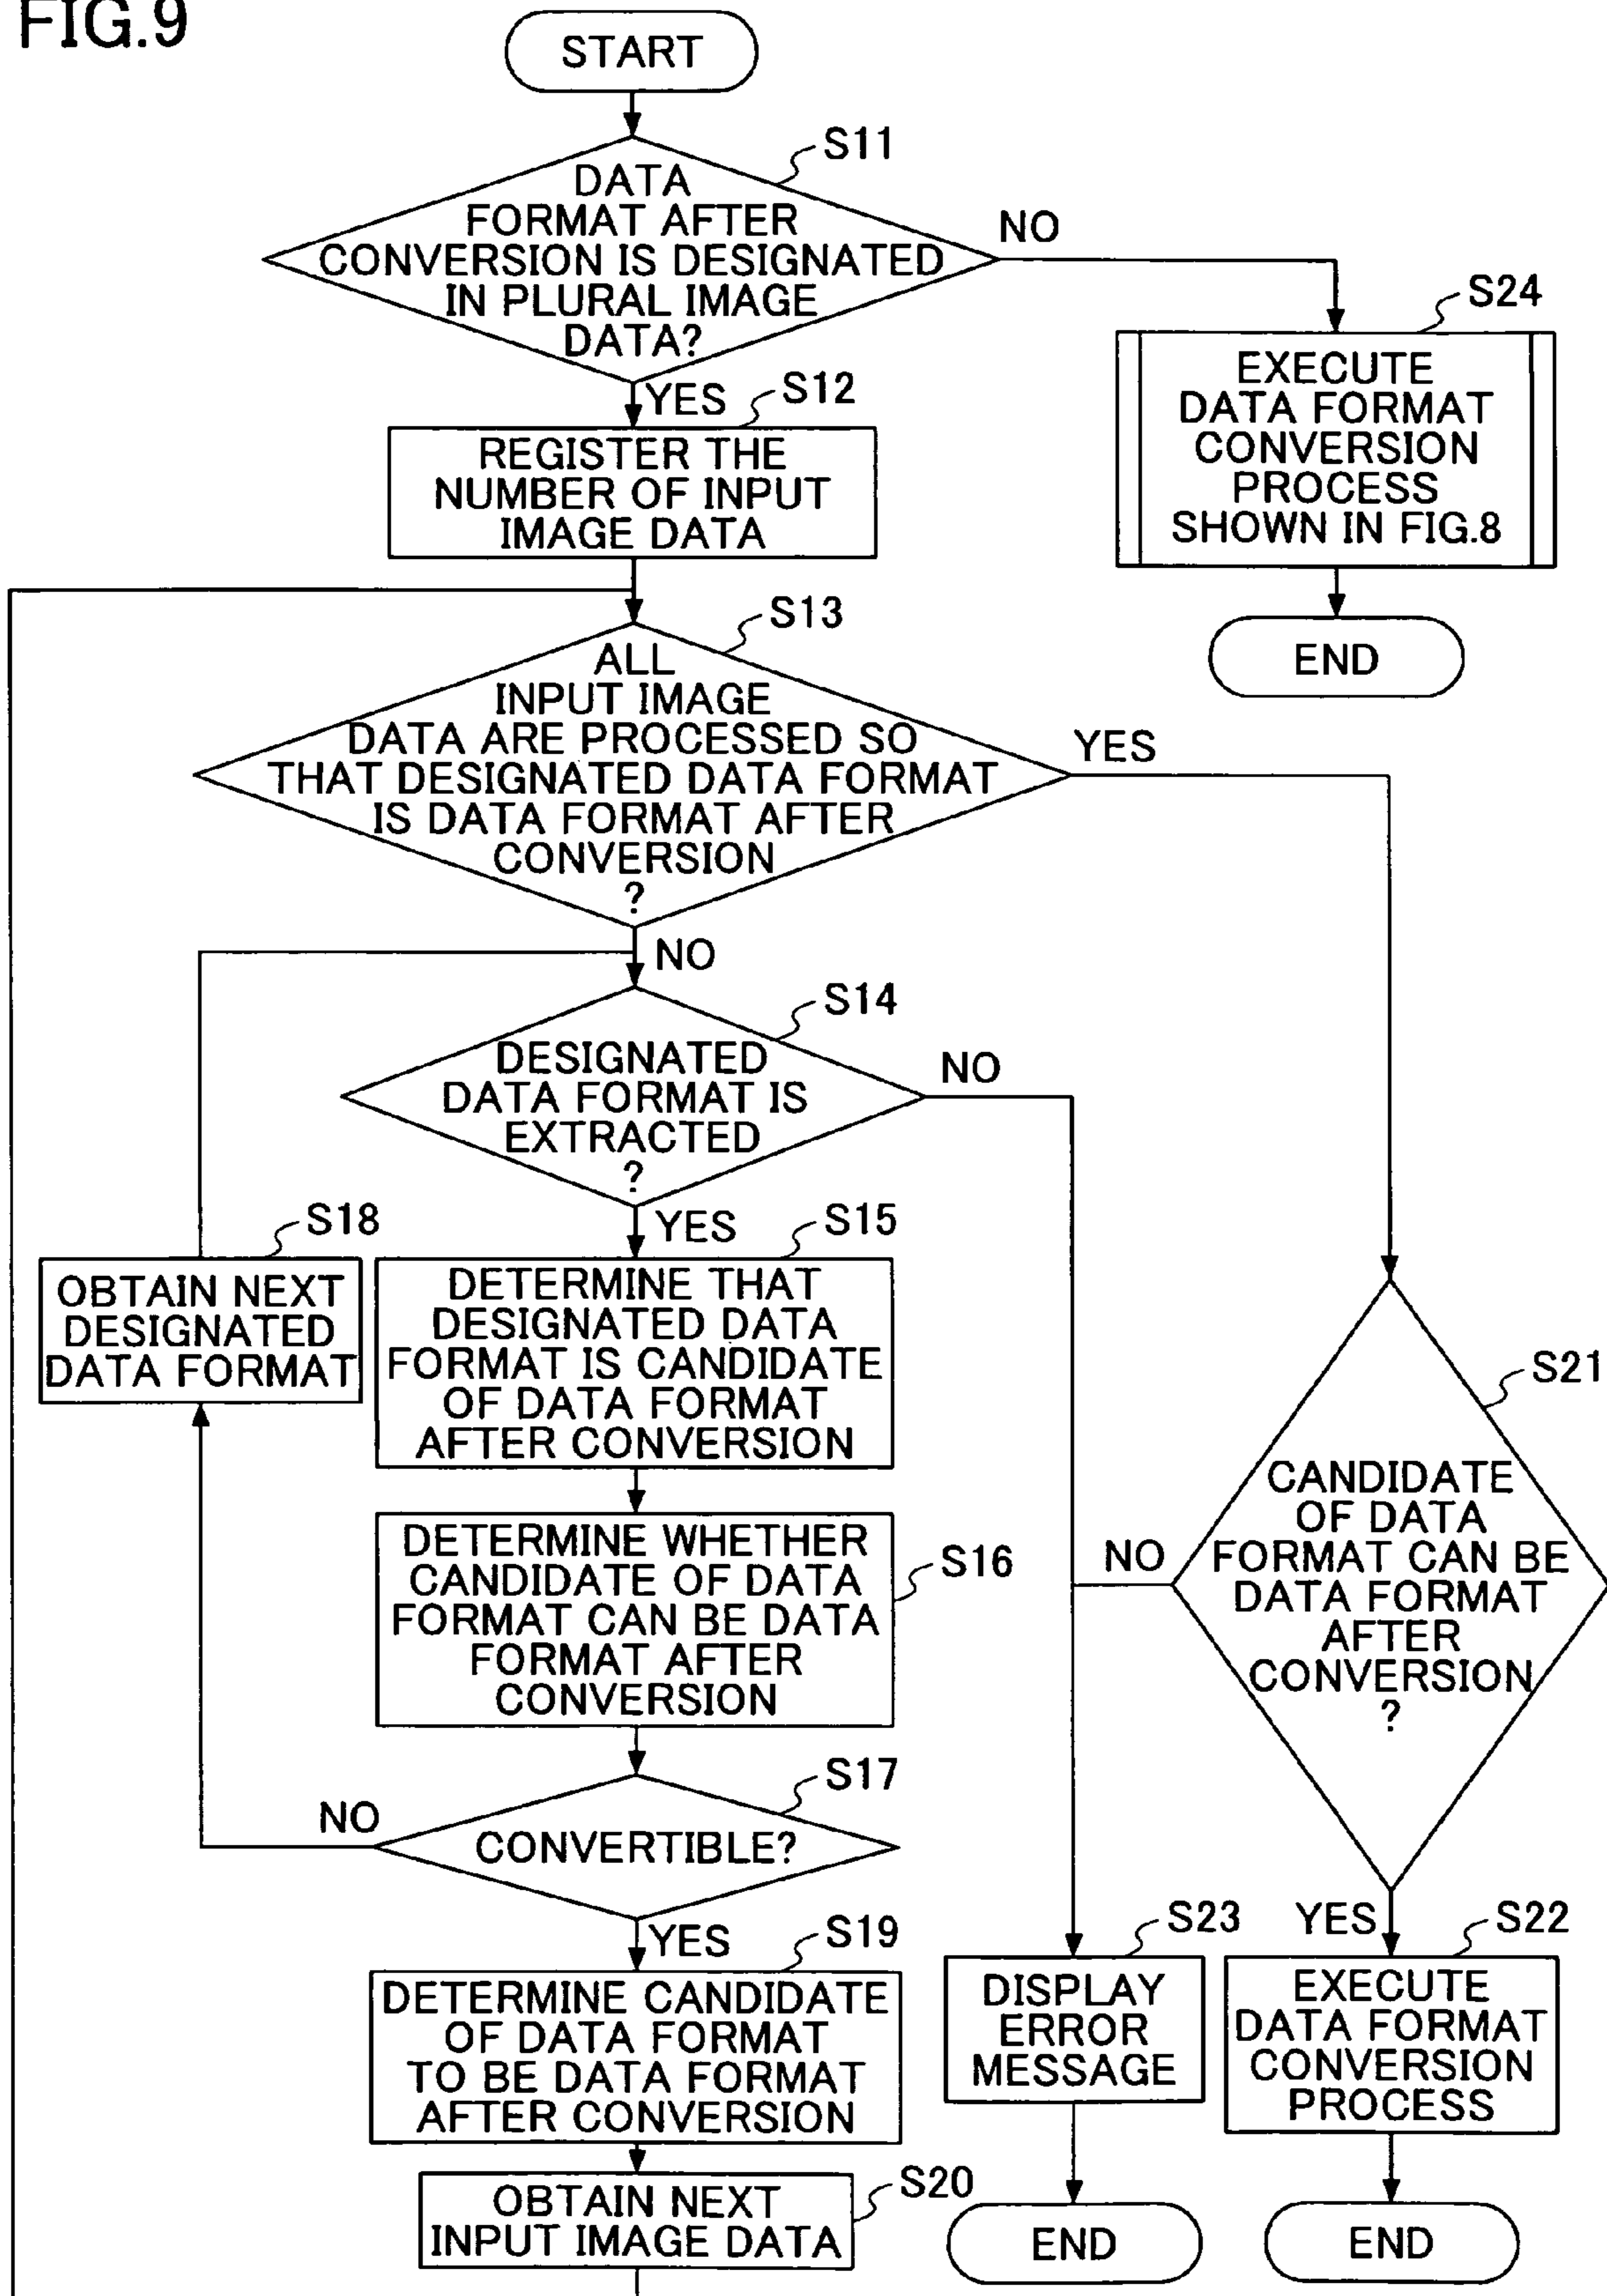 FIG.9
START
S11
DATA
FORMAT AFTER
CONVERSION IS DESIGNATED
IN PLURAL IMAGE
DATA?
NO
S24
EXECUTE
DATA FORMAT
CONVERSION
PROCESS
SHOWN IN FIG.8
END
YES
S12
REGISTER THE
NUMBER OF INPUT
IMAGE DATA
S13
ALL
INPUT IMAGE
DATA ARE PROCESSED SO
THAT DESIGNATED DATA FORMAT
IS DATA FORMAT AFTER
CONVERSION
?
YES
NO
S14
DESIGNATED
DATA FORMAT IS
EXTRACTED
?
NO
YES
S18
OBTAIN NEXT
DESIGNATED
DATA FORMAT
S15
DETERMINE THAT
DESIGNATED DATA
FORMAT IS CANDIDATE
OF DATA FORMAT
AFTER CONVERSION
S16
DETERMINE WHETHER
CANDIDATE OF DATA
FORMAT CAN BE DATA
FORMAT AFTER
CONVERSION
S21
CANDIDATE
OF DATA
FORMAT CAN BE
DATA FORMAT
AFTER
CONVERSION
?
NO
S17
CONVERTIBLE?
NO
YES
S19
DETERMINE CANDIDATE
OF DATA FORMAT
TO BE DATA FORMAT
AFTER CONVERSION
S23
DISPLAY
ERROR
MESSAGE
YES
S22
EXECUTE
DATA FORMAT
CONVERSION
PROCESS
S20
OBTAIN NEXT
INPUT IMAGE DATA
END
END